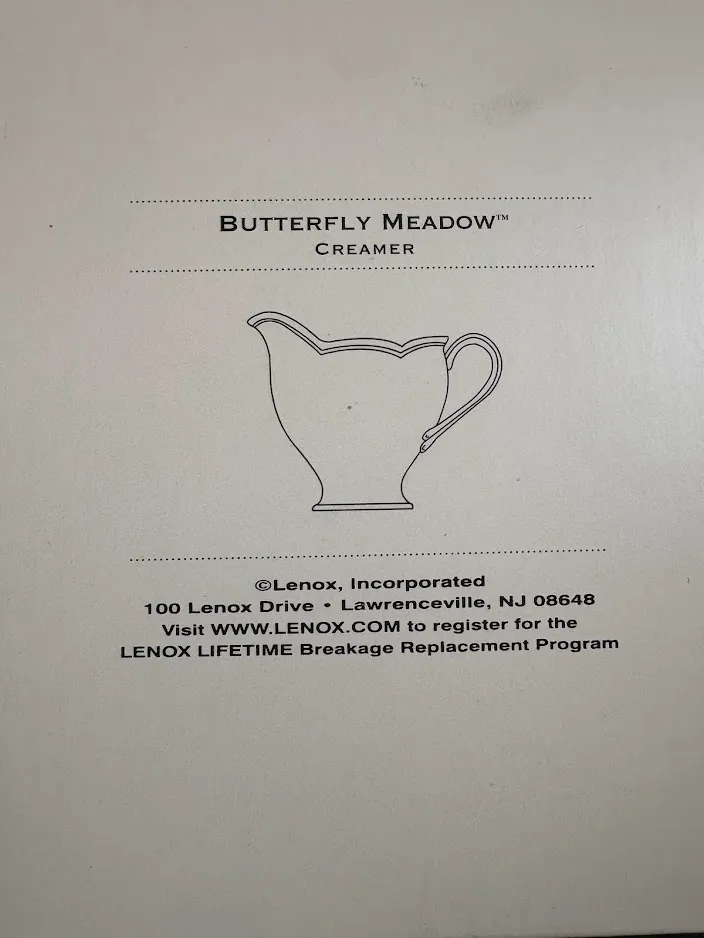 BUTTERFLY MEADOW™
CREAMER
©Lenox, Incorporated
100 Lenox Drive • Lawrenceville, NJ 08648
Visit WWW.LENOX.COM to register for the
LENOX LIFETIME Breakage Replacement Program